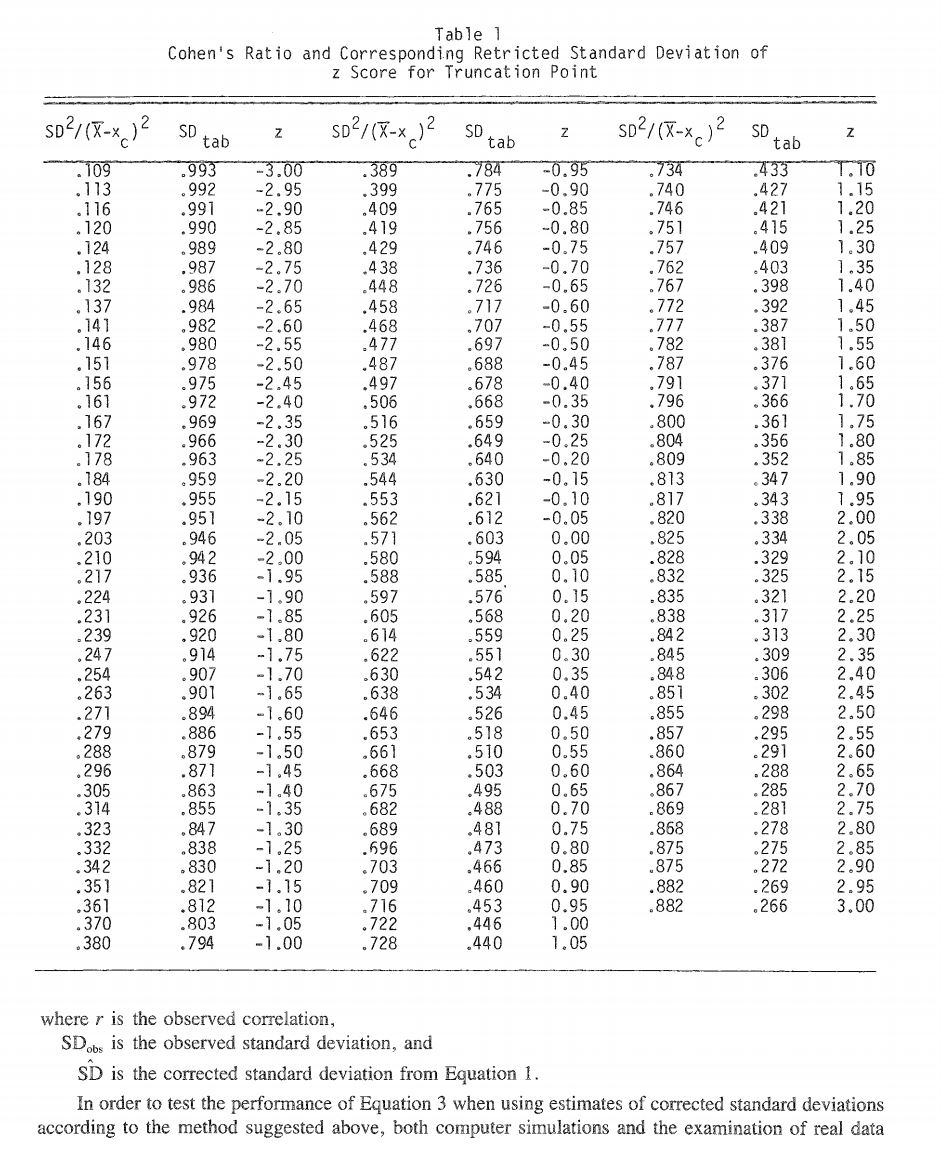 Table 1
Cohen's Ratio and Corresponding Retricted Standard Deviation of
z Score for Truncation Point
SD²/(X̅-x_c)² SD_tab z SD²/(X̅-x_c)² SD_tab z SD²/(X̅-x_c)² SD_tab z
.109 .993 -3.00 .389 .784 -0.95 .734 .433 1.10
.113 .992 -2.95 .399 .775 -0.90 .740 .427 1.15
.116 .991 -2.90 .409 .765 -0.85 .746 .421 1.20
.120 .990 -2.85 .419 .756 -0.80 .751 .415 1.25
.124 .989 -2.80 .429 .746 -0.75 .757 .409 1.30
.128 .987 -2.75 .438 .736 -0.70 .762 .403 1.35
.132 .986 -2.70 .448 .726 -0.65 .767 .398 1.40
.137 .984 -2.65 .458 .717 -0.60 .772 .392 1.45
.141 .982 -2.60 .468 .707 -0.55 .777 .387 1.50
.146 .980 -2.55 .477 .697 -0.50 .782 .381 1.55
.151 .978 -2.50 .487 .688 -0.45 .787 .376 1.60
.156 .975 -2.45 .497 .678 -0.40 .791 .371 1.65
.161 .972 -2.40 .506 .668 -0.35 .796 .366 1.70
.167 .969 -2.35 .516 .659 -0.30 .800 .361 1.75
.172 .966 -2.30 .525 .649 -0.25 .804 .356 1.80
.178 .963 -2.25 .534 .640 -0.20 .809 .352 1.85
.184 .959 -2.20 .544 .630 -0.15 .813 .347 1.90
.190 .955 -2.15 .553 .621 -0.10 .817 .343 1.95
.197 .951 -2.10 .562 .612 -0.05 .820 .338 2.00
.203 .946 -2.05 .571 .603 0.00 .825 .334 2.05
.210 .942 -2.00 .580 .594 0.05 .828 .329 2.10
.217 .936 -1.95 .588 .585 0.10 .832 .325 2.15
.224 .931 -1.90 .597 .576 0.15 .835 .321 2.20
.231 .926 -1.85 .605 .568 0.20 .838 .317 2.25
.239 .920 -1.80 .614 .559 0.25 .842 .313 2.30
.247 .914 -1.75 .622 .551 0.30 .845 .309 2.35
.254 .907 -1.70 .630 .542 0.35 .848 .306 2.40
.263 .901 -1.65 .638 .534 0.40 .851 .302 2.45
.271 .894 -1.60 .646 .526 0.45 .855 .298 2.50
.279 .886 -1.55 .653 .518 0.50 .857 .295 2.55
.288 .879 -1.50 .661 .510 0.55 .860 .291 2.60
.296 .871 -1.45 .668 .503 0.60 .864 .288 2.65
.305 .863 -1.40 .675 .495 0.65 .867 .285 2.70
.314 .855 -1.35 .682 .488 0.70 .869 .281 2.75
.323 .847 -1.30 .689 .481 0.75 .868 .278 2.80
.332 .838 -1.25 .696 .473 0.80 .875 .275 2.85
.342 .830 -1.20 .703 .466 0.85 .875 .272 2.90
.351 .821 -1.15 .709 .460 0.90 .882 .269 2.95
.361 .812 -1.10 .716 .453 0.95 .882 .266 3.00
.370 .803 -1.05 .722 .446 1.00
.380 .794 -1.00 .728 .440 1.05
where r is the observed correlation,
SD_obs is the observed standard deviation, and
SD̂ is the corrected standard deviation from Equation 1.
In order to test the performance of Equation 3 when using estimates of corrected standard deviations
according to the method suggested above, both computer simulations and the examination of real data